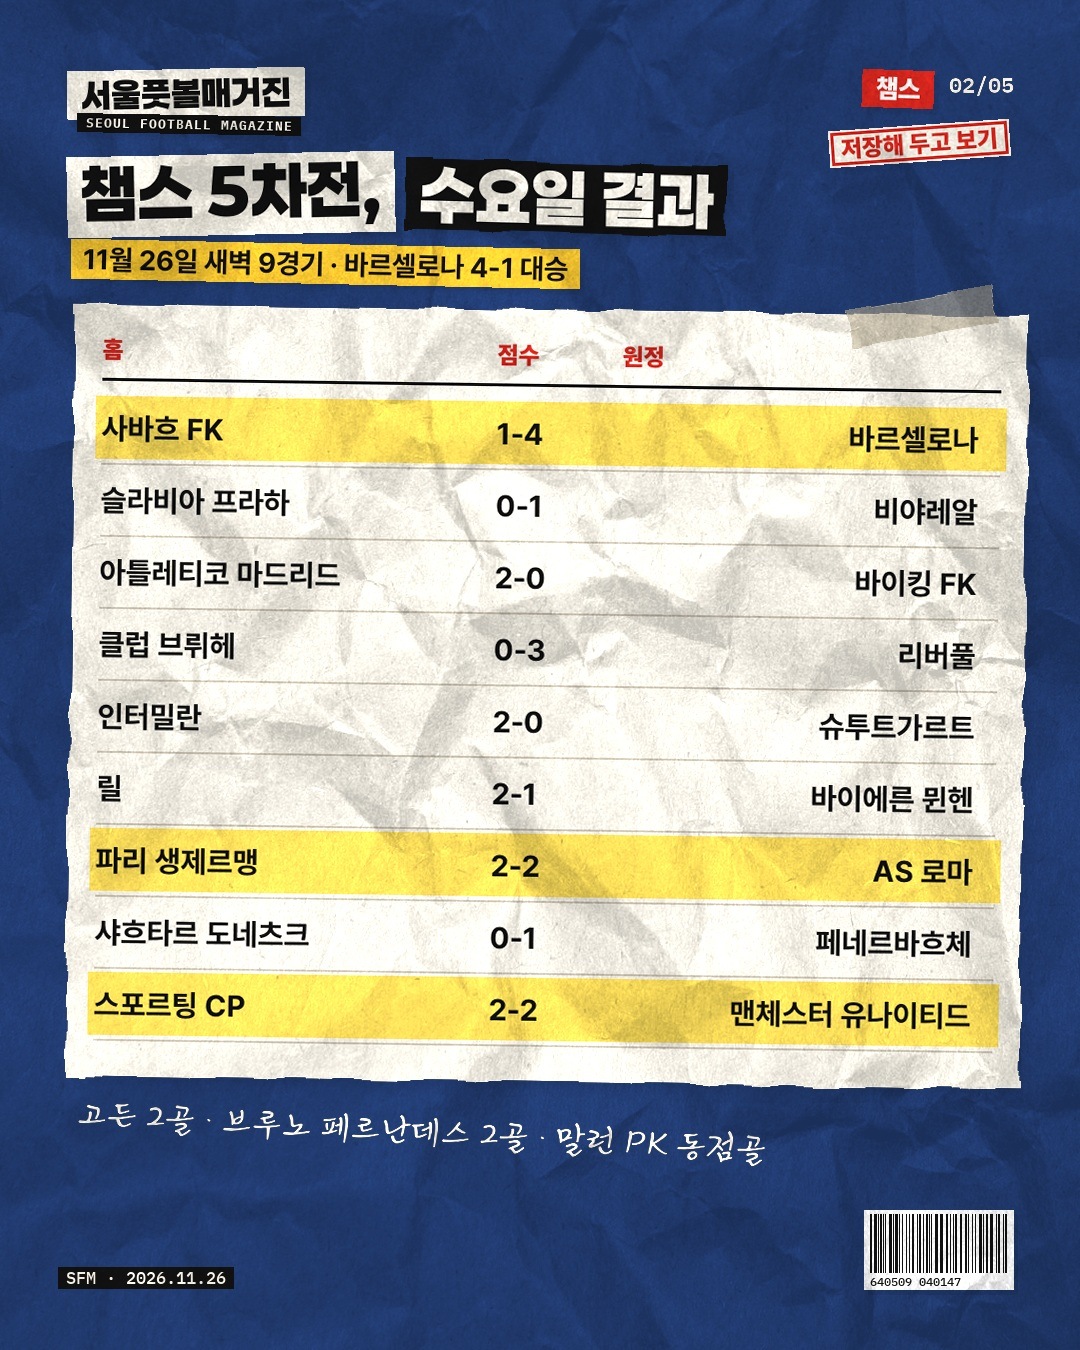 서울풋볼매거진
SEOUL FOOTBALL MAGAZINE
챔스 02/05
저장해 두고 보기
챔스 5차전, 수요일 결과
11월 26일 새벽 9경기 · 바르셀로나 4-1 대승
홈 점수 원정
사바흐 FK 1-4 바르셀로나
슬라비아 프라하 0-1 비야레알
아틀레티코 마드리드 2-0 바이킹 FK
클럽 브뤼헤 0-3 리버풀
인터밀란 2-0 슈투트가르트
릴 2-1 바이에른 뮌헨
파리 생제르맹 2-2 AS 로마
샤흐타르 도네츠크 0-1 페네르바흐체
스포르팅 CP 2-2 맨체스터 유나이티드
고든 2골 · 브루노 페르난데스 2골 · 말런 PK 동점골
640509 040147
SFM · 2026.11.26